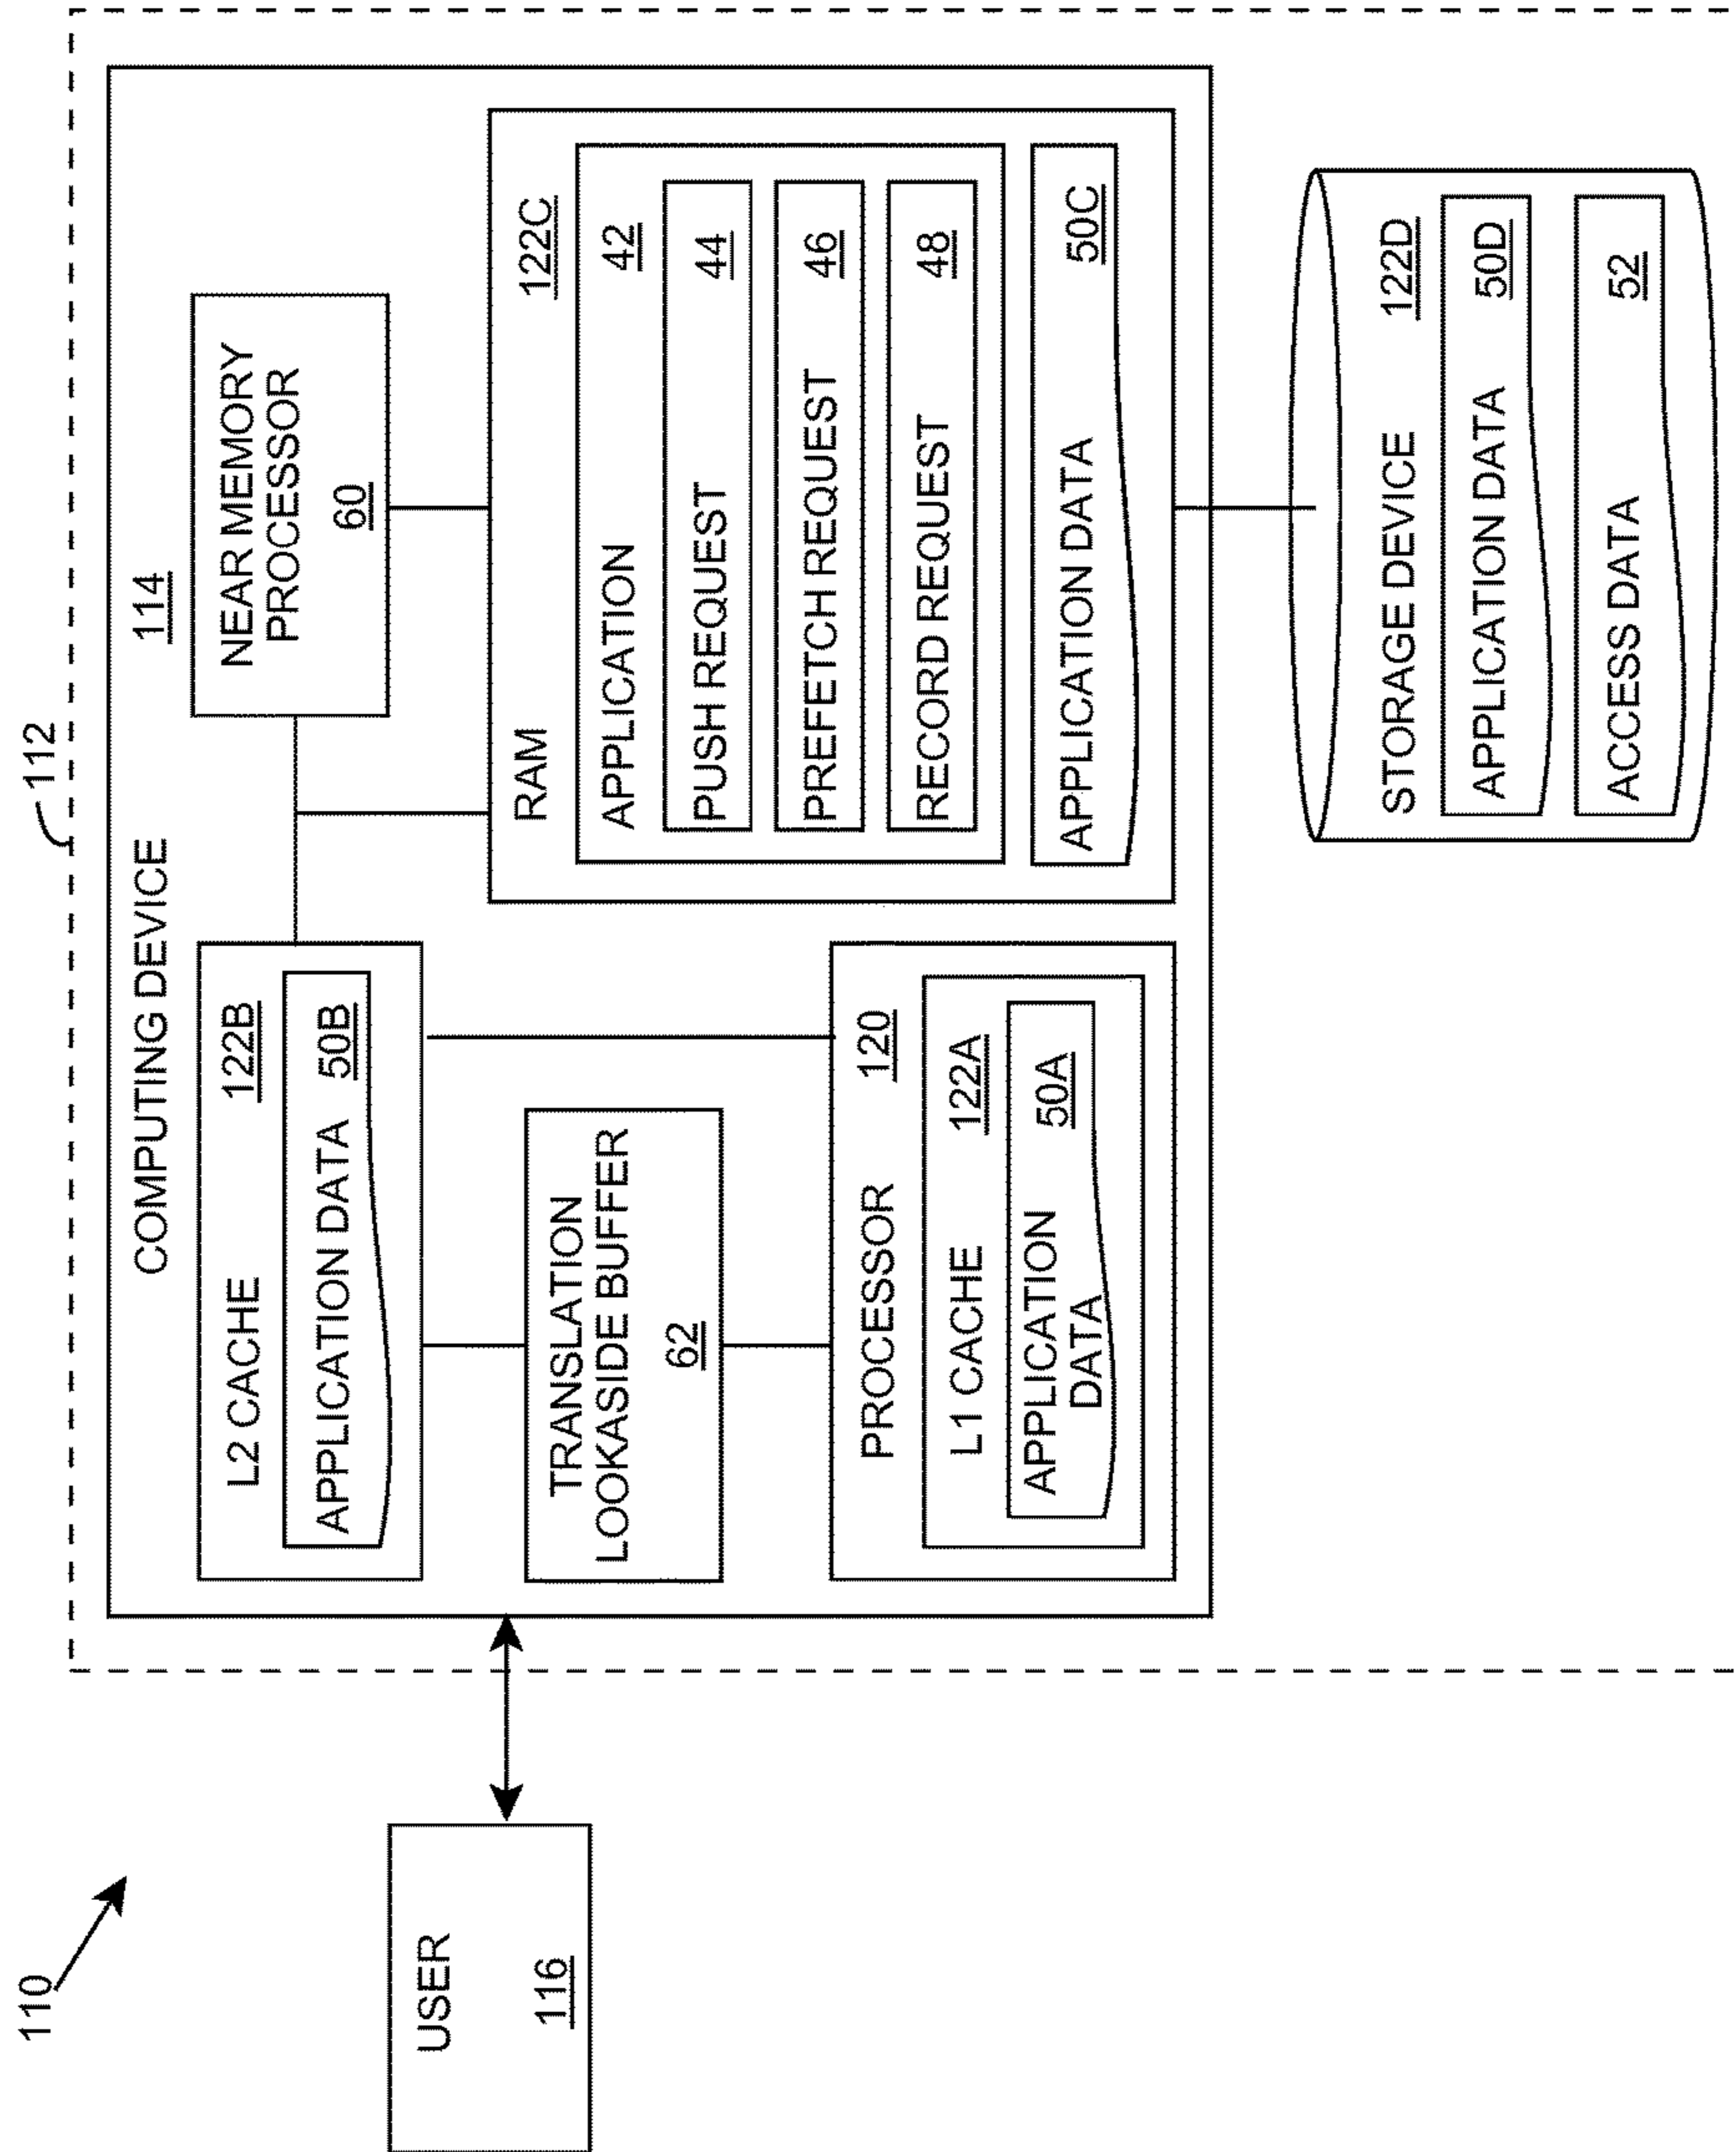 110
112
USER
116
COMPUTING DEVICE 114
L2 CACHE 122B
APPLICATION DATA 50B
TRANSLATION
LOOKASIDE BUFFER
62
PROCESSOR 120
L1 CACHE 122A
APPLICATION 50A
DATA
NEAR MEMORY
PROCESSOR
60
RAM 122C
APPLICATION 42
PUSH REQUEST 44
PREFETCH REQUEST 46
RECORD REQUEST 48
APPLICATION DATA 50C
STORAGE DEVICE 122D
APPLICATION DATA 50D
ACCESS DATA 52